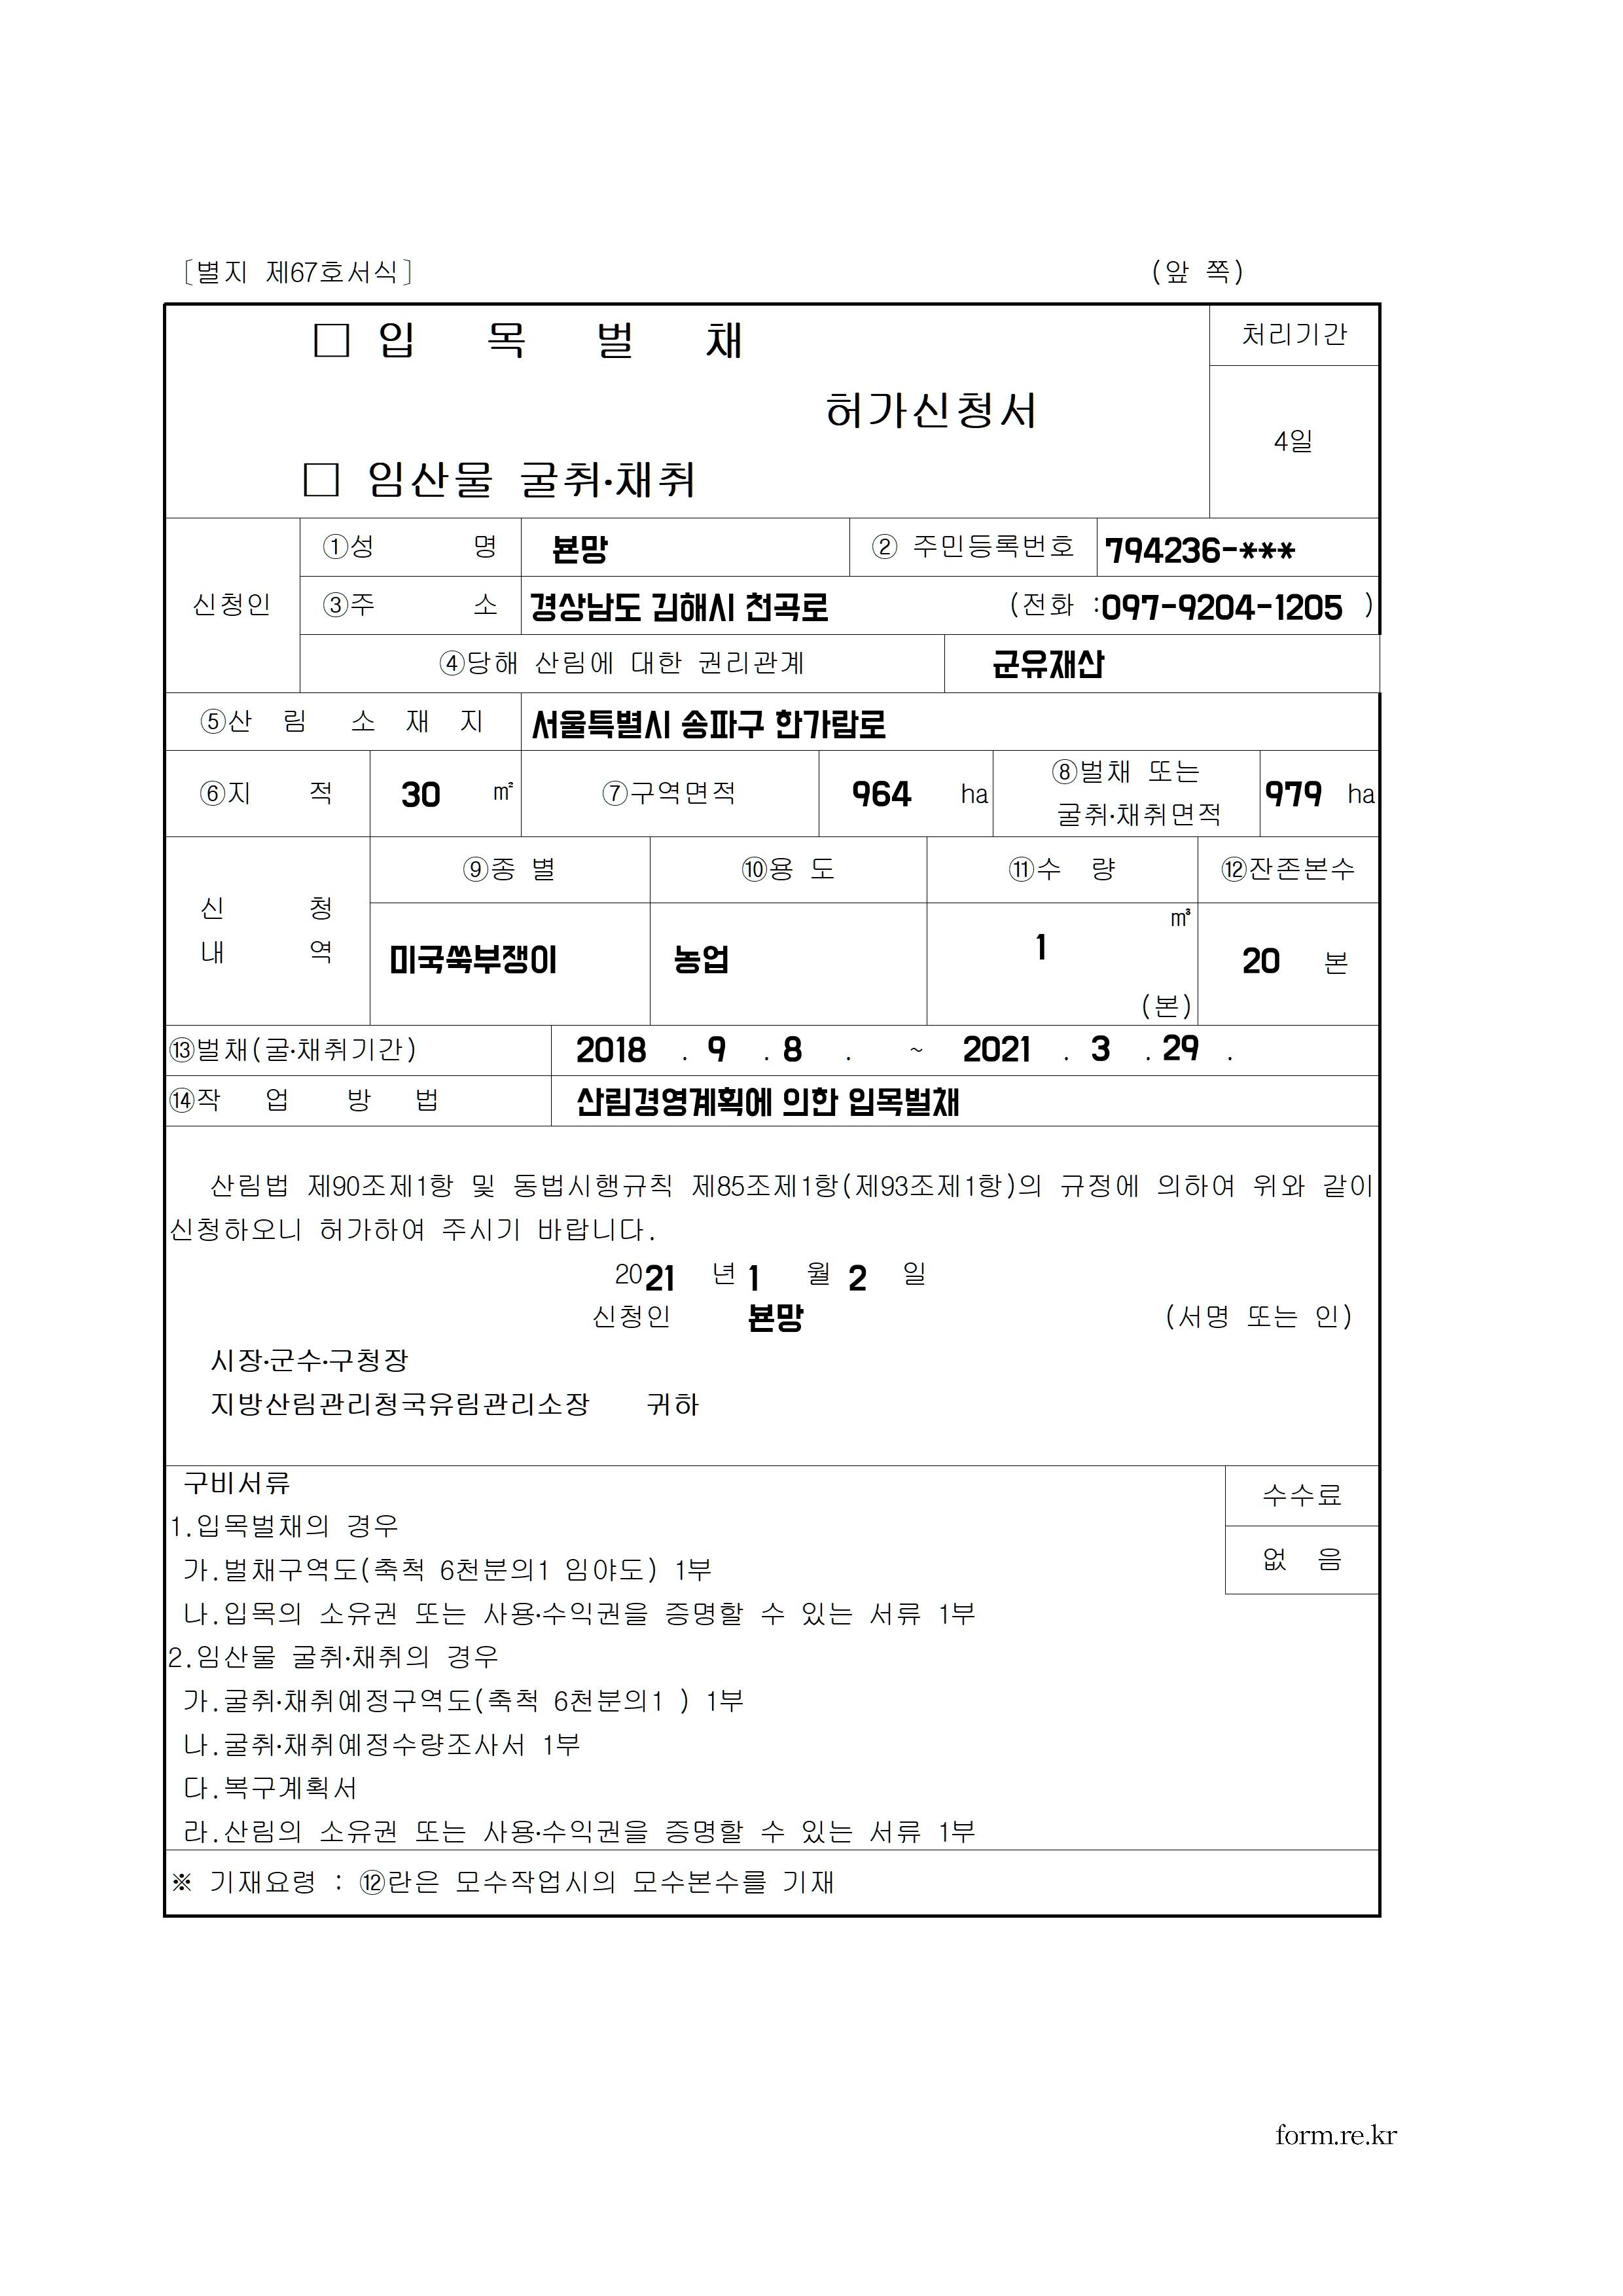 [별지 제67호서식] (앞 쪽)
□ 입 목 벌 채
허가신청서
□ 임산물 굴취·채취
처리기간
4일
신청인
①성 명 뵨망 ② 주민등록번호 794236-***
③주 소 경상남도 김해시 천곡로 (전화 :097-9204-1205 )
④당해 산림에 대한 권리관계 군유재산
⑤산 림 소 재 지 서울특별시 송파구 한가람로
⑥지 적 30 ㎡ ⑦구역면적 964 ha ⑧벌채 또는 굴취·채취면적 979 ha
신 청
내 역
⑨종 별 ⑩용 도 ⑪수 량 ⑫잔존본수
미국쑥부쟁이 농업 1 ㎥ (본) 20 본
⑬벌채(굴·채취기간) 2018 . 9 . 8 . ~ 2021 . 3 . 29 .
⑭작 업 방 법 산림경영계획에 의한 입목벌채
산림법 제90조제1항 및 동법시행규칙 제85조제1항(제93조제1항)의 규정에 의하여 위와 같이
신청하오니 허가하여 주시기 바랍니다.
2021 년 1 월 2 일
신청인 뵨망 (서명 또는 인)
시장·군수·구청장
지방산림관리청국유림관리소장 귀하
구비서류
1.입목벌채의 경우
가.벌채구역도(축척 6천분의1 임야도) 1부
나.입목의 소유권 또는 사용·수익권을 증명할 수 있는 서류 1부
2.임산물 굴취·채취의 경우
가.굴취·채취예정구역도(축척 6천분의1 ) 1부
나.굴취·채취예정수량조사서 1부
다.복구계획서
라.산림의 소유권 또는 사용·수익권을 증명할 수 있는 서류 1부
수수료
없 음
※ 기재요령 : ⑫란은 모수작업시의 모수본수를 기재
form.re.kr